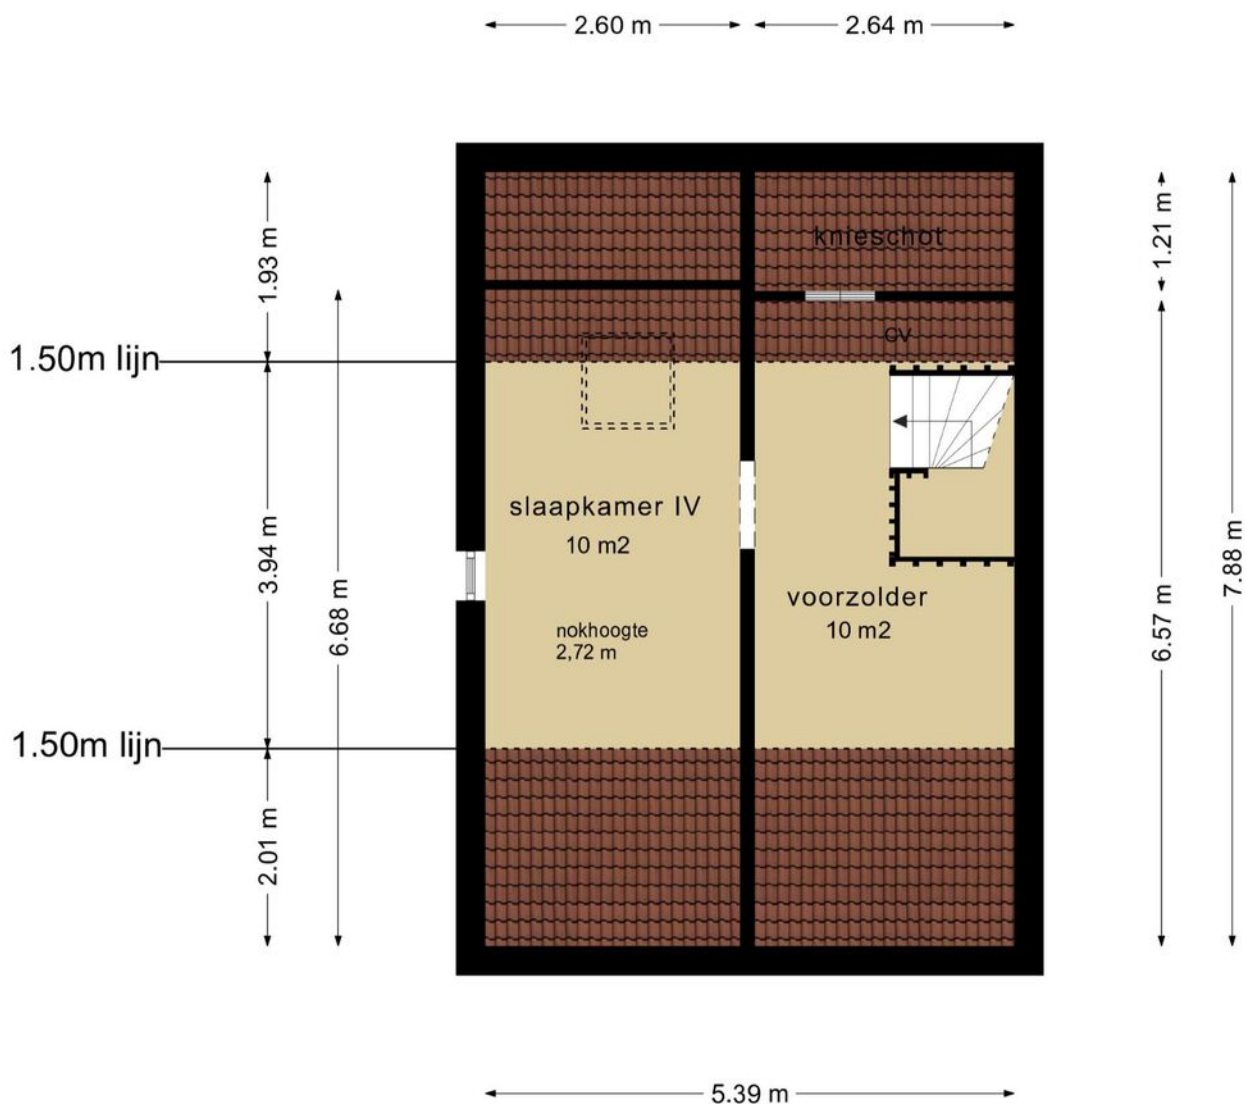 2.60 m
2.64 m
1.93 m
1.21 m
knieschot
CV
1.50m lijn
slaapkamer IV
10 m2
3.94 m
6.68 m
voorzolder
10 m2
nokhoogte
2,72 m
6.57 m
7.88 m
1.50m lijn
2.01 m
5.39 m